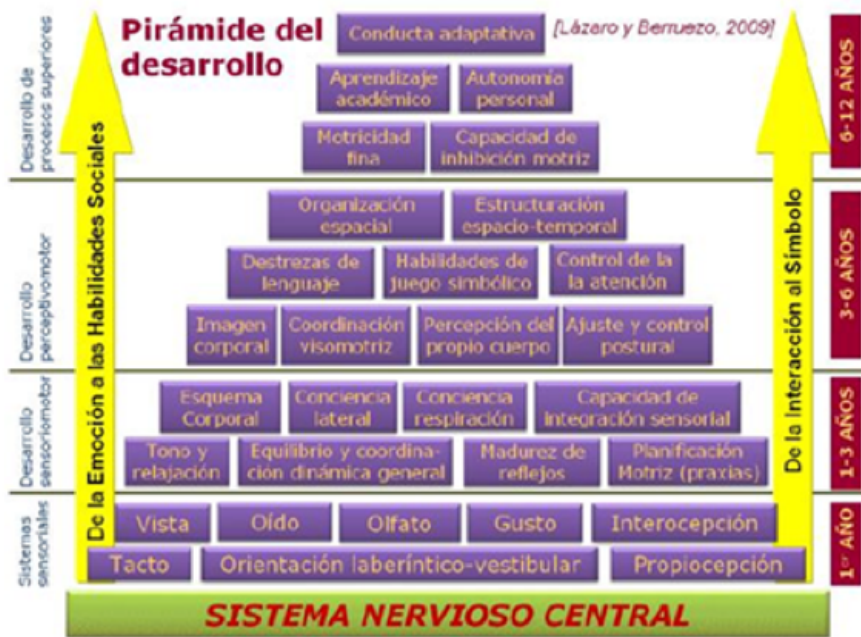 Pirámide del
desarrollo
[Lázaro y Berruezo, 2009]
Conducta adaptativa
Aprendizaje
académico
Autonomía
personal
Motricidad
fina
Capacidad de
inhibición motriz
Desarrollo de
procesos superiores
6-12 AÑOS
Organización
espacial
Estructuración
espacio-temporal
Destrezas de
lenguaje
Habilidades de
juego simbólico
Control de la
la atención
Imagen
corporal
Coordinación
visomotriz
Percepción del
propio cuerpo
Ajuste y control
postural
Desarrollo
perceptivomotor
3-6 AÑOS
Esquema
Corporal
Conciencia
lateral
Conciencia
respiración
Capacidad de
integración sensorial
Tono y
relajación
Equilibrio y coordina-
ción dinámica general
Madurez de
reflejos
Planificación
Motriz (praxias)
Desarrollo
sensoriomotor
1-3 AÑOS
Vista
Oído
Olfato
Gusto
Interocepción
Tacto
Orientación laberíntico-vestibular
Propiocepción
Sistemas
sensoriales
1er AÑO
De la Emoción a las Habilidades Sociales
De la Interacción al Símbolo
SISTEMA NERVIOSO CENTRAL